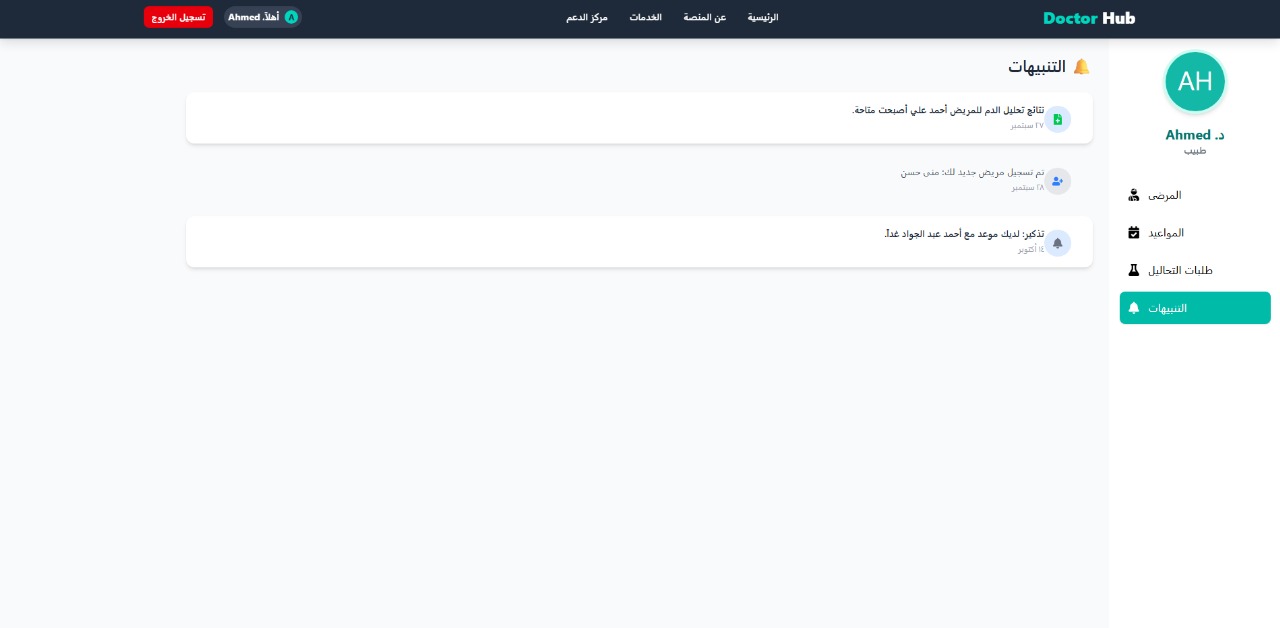 Doctor Hub
الرئيسية
عن المنصة
الخدمات
مركز الدعم
A
أهلاً، Ahmed
تسجيل الخروج
AH
د. Ahmed
طبيب
المرضى
المواعيد
طلبات التحاليل
التنبيهات
🔔 التنبيهات
نتائج تحليل الدم للمريض أحمد علي أصبحت متاحة.
٢٧ سبتمبر
تم تسجيل مريض جديد لك: منى حسن
٢٨ سبتمبر
تذكير: لديك موعد مع أحمد عبد الجواد غداً.
١٤ أكتوبر